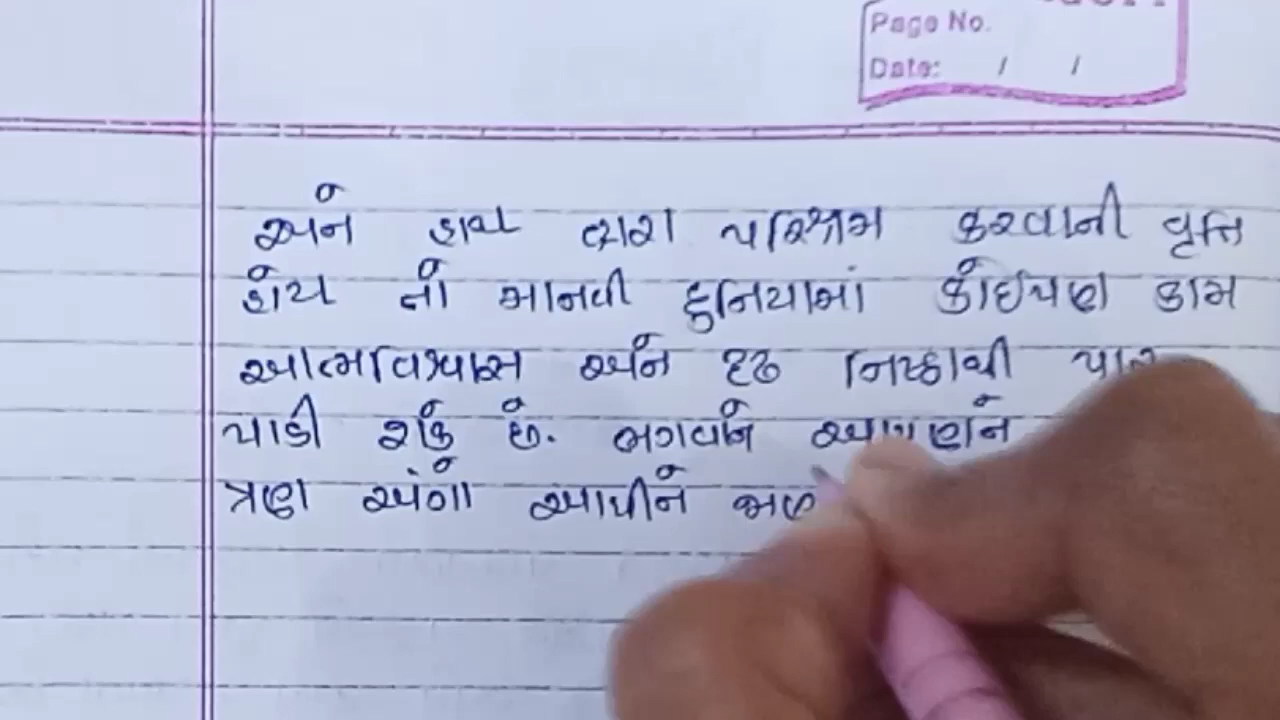 Page No.
Date: / /
અને હાથ દ્વારા પરિશ્રમ કરવાની વૃત્તિ
હોય તો માનવી દુનિયામાં કોઈપણ કામ
આત્મવિશ્વાસ અને દૃઢ નિષ્ઠાથી
પાડી શકે છે. ભગવાને આપણને
ત્રણ અંગો આપીને